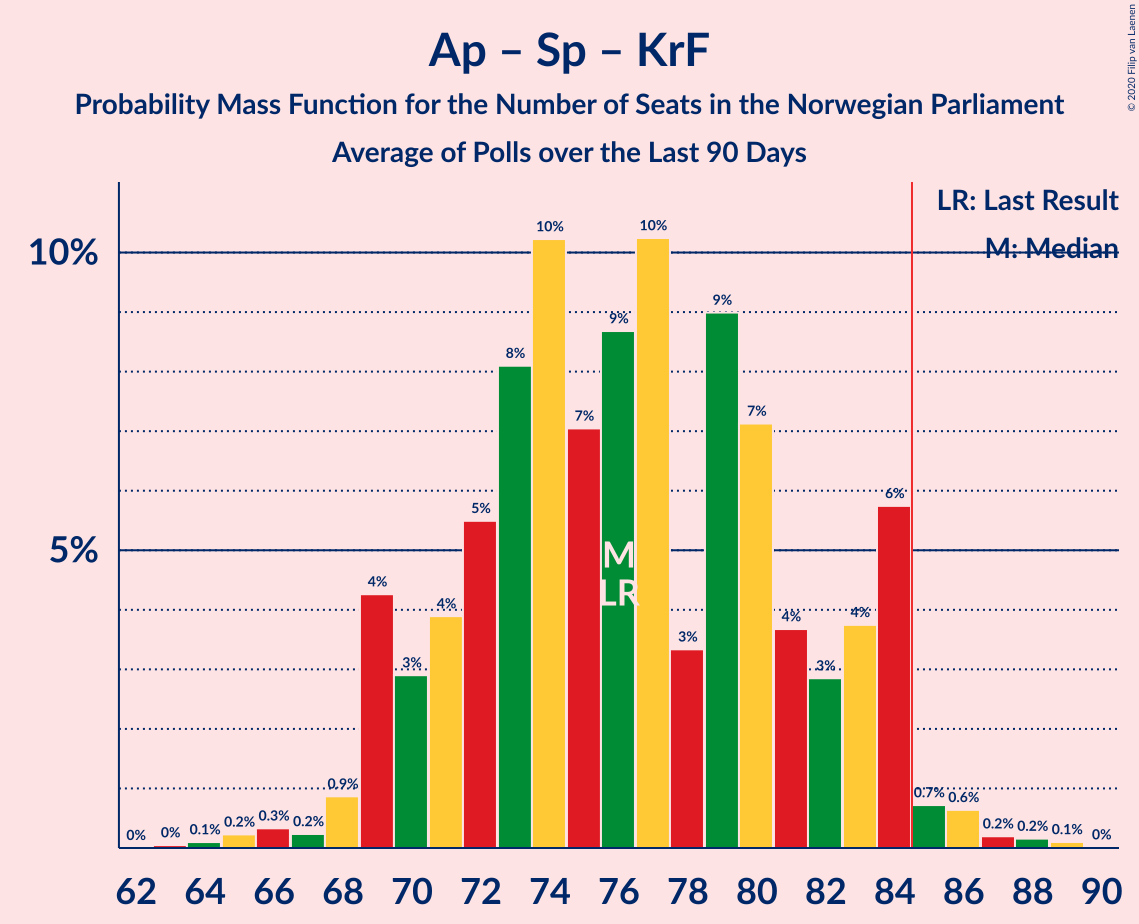 Ap – Sp – KrF
Probability Mass Function for the Number of Seats in the Norwegian Parliament
Average of Polls over the Last 90 Days
© 2020 Filip van Laenen
LR: Last Result
M: Median
10%
5%
0% 0% 0.1% 0.2% 0.3% 0.2% 0.9% 4% 3% 4% 5% 8% 10% 7% 9% 10% 3% 9% 7% 4% 3% 4% 6% 0.7% 0.6% 0.2% 0.2% 0.1% 0%
M
LR
62 64 66 68 70 72 74 76 78 80 82 84 86 88 90